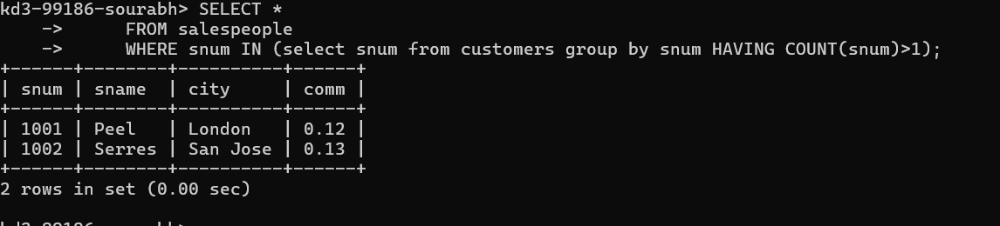 kd3-99186-sourabh> SELECT *
    ->      FROM salespeople
    ->      WHERE snum IN (select snum from customers group by snum HAVING COUNT(snum)>1);
+------+--------+----------+------+
| snum | sname  | city     | comm |
+------+--------+----------+------+
| 1001 | Peel   | London   | 0.12 |
| 1002 | Serres | San Jose | 0.13 |
+------+--------+----------+------+
2 rows in set (0.00 sec)